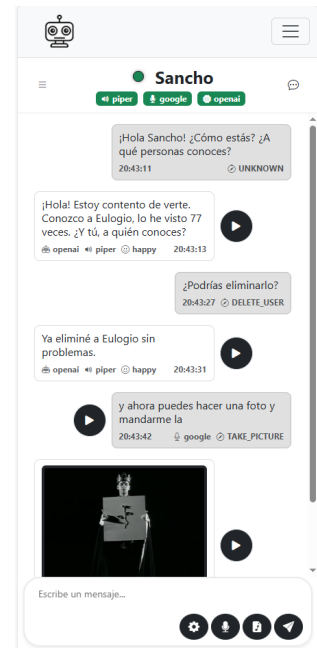 Sancho
piper google openai
¡Hola Sancho! ¿Cómo estás? ¿A
qué personas conoces?
20:43:11 UNKNOWN
¡Hola! Estoy contento de verte.
Conozco a Eulogio, lo he visto 77
veces. ¿Y tú, a quién conoces?
openai piper happy 20:43:13
¿Podrías eliminarlo?
20:43:27 DELETE_USER
Ya eliminé a Eulogio sin
problemas.
openai piper happy 20:43:31
y ahora puedes hacer una foto y
mandarme la
20:43:42 google TAKE_PICTURE
Escribe un mensaje...